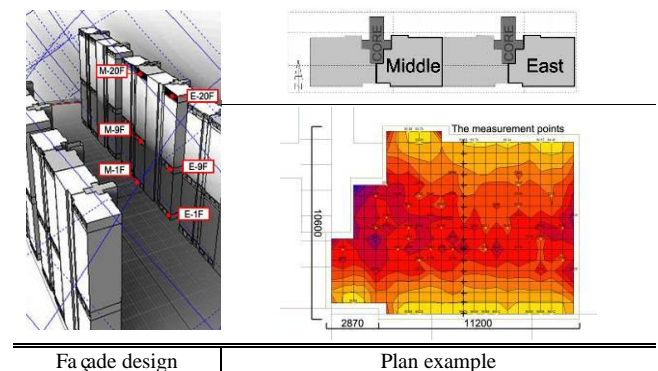 M-20F
E-20F
M-9F
E-9F
M-1F
E-1F
CORE
CORE
Middle
East
The measurement points
10600
2870
11200
Façade design
Plan example